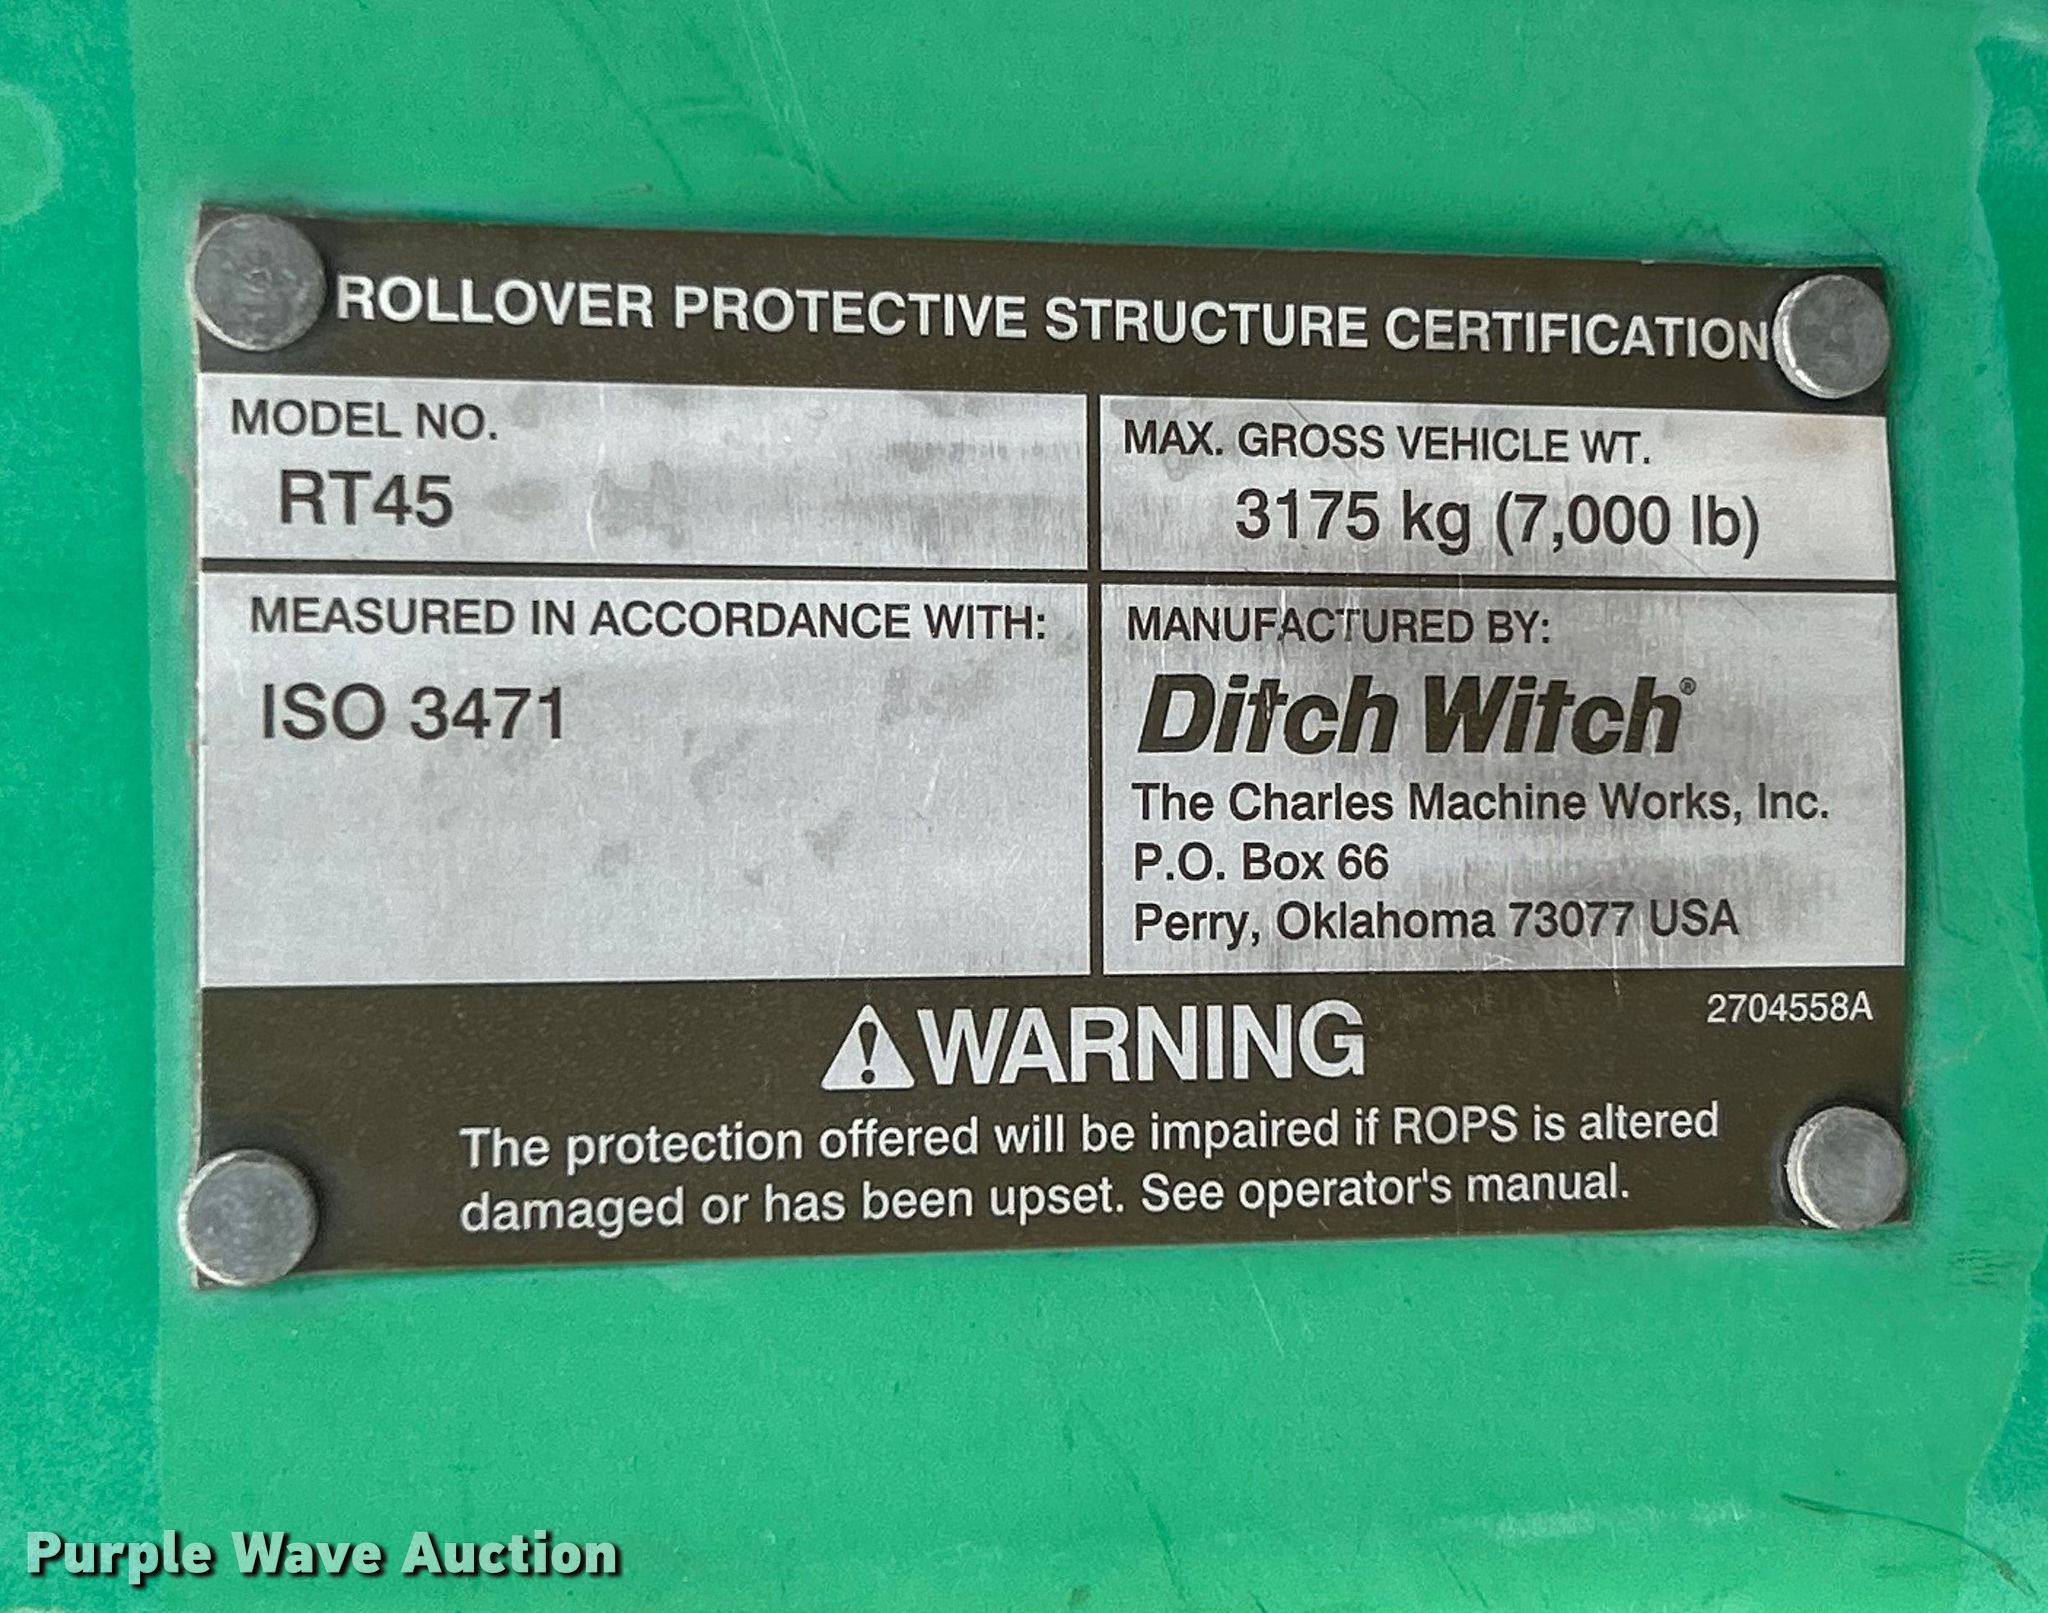 ROLLOVER PROTECTIVE STRUCTURE CERTIFICATION
MODEL NO.
RT45
MAX. GROSS VEHICLE WT.
3175 kg (7,000 lb)
MEASURED IN ACCORDANCE WITH:
ISO 3471
MANUFACTURED BY:
Ditch Witch®
The Charles Machine Works, Inc.
P.O. Box 66
Perry, Oklahoma 73077 USA
2704558A
⚠WARNING
The protection offered will be impaired if ROPS is altered
damaged or has been upset. See operator's manual.
Purple Wave Auction